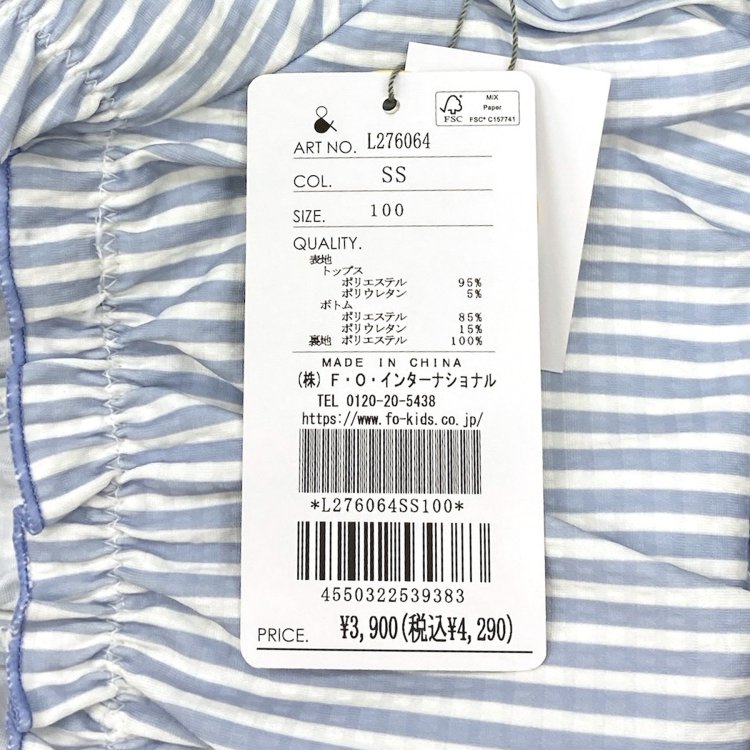 &
MIX
Paper
FSC® C157741
FSC
ART NO. L276064
COL. SS
SIZE. 100
QUALITY.
表地
トップス
ポリエステル 95%
ポリウレタン 5%
ボトム
ポリエステル 85%
ポリウレタン 15%
裏地 ポリエステル 100%
MADE IN CHINA
(株) F・O・インターナショナル
TEL 0120-20-5438
https://www.fo-kids.co.jp/
*L276064SS100*
4550322539383
PRICE. ¥3,900(税込¥4,290)